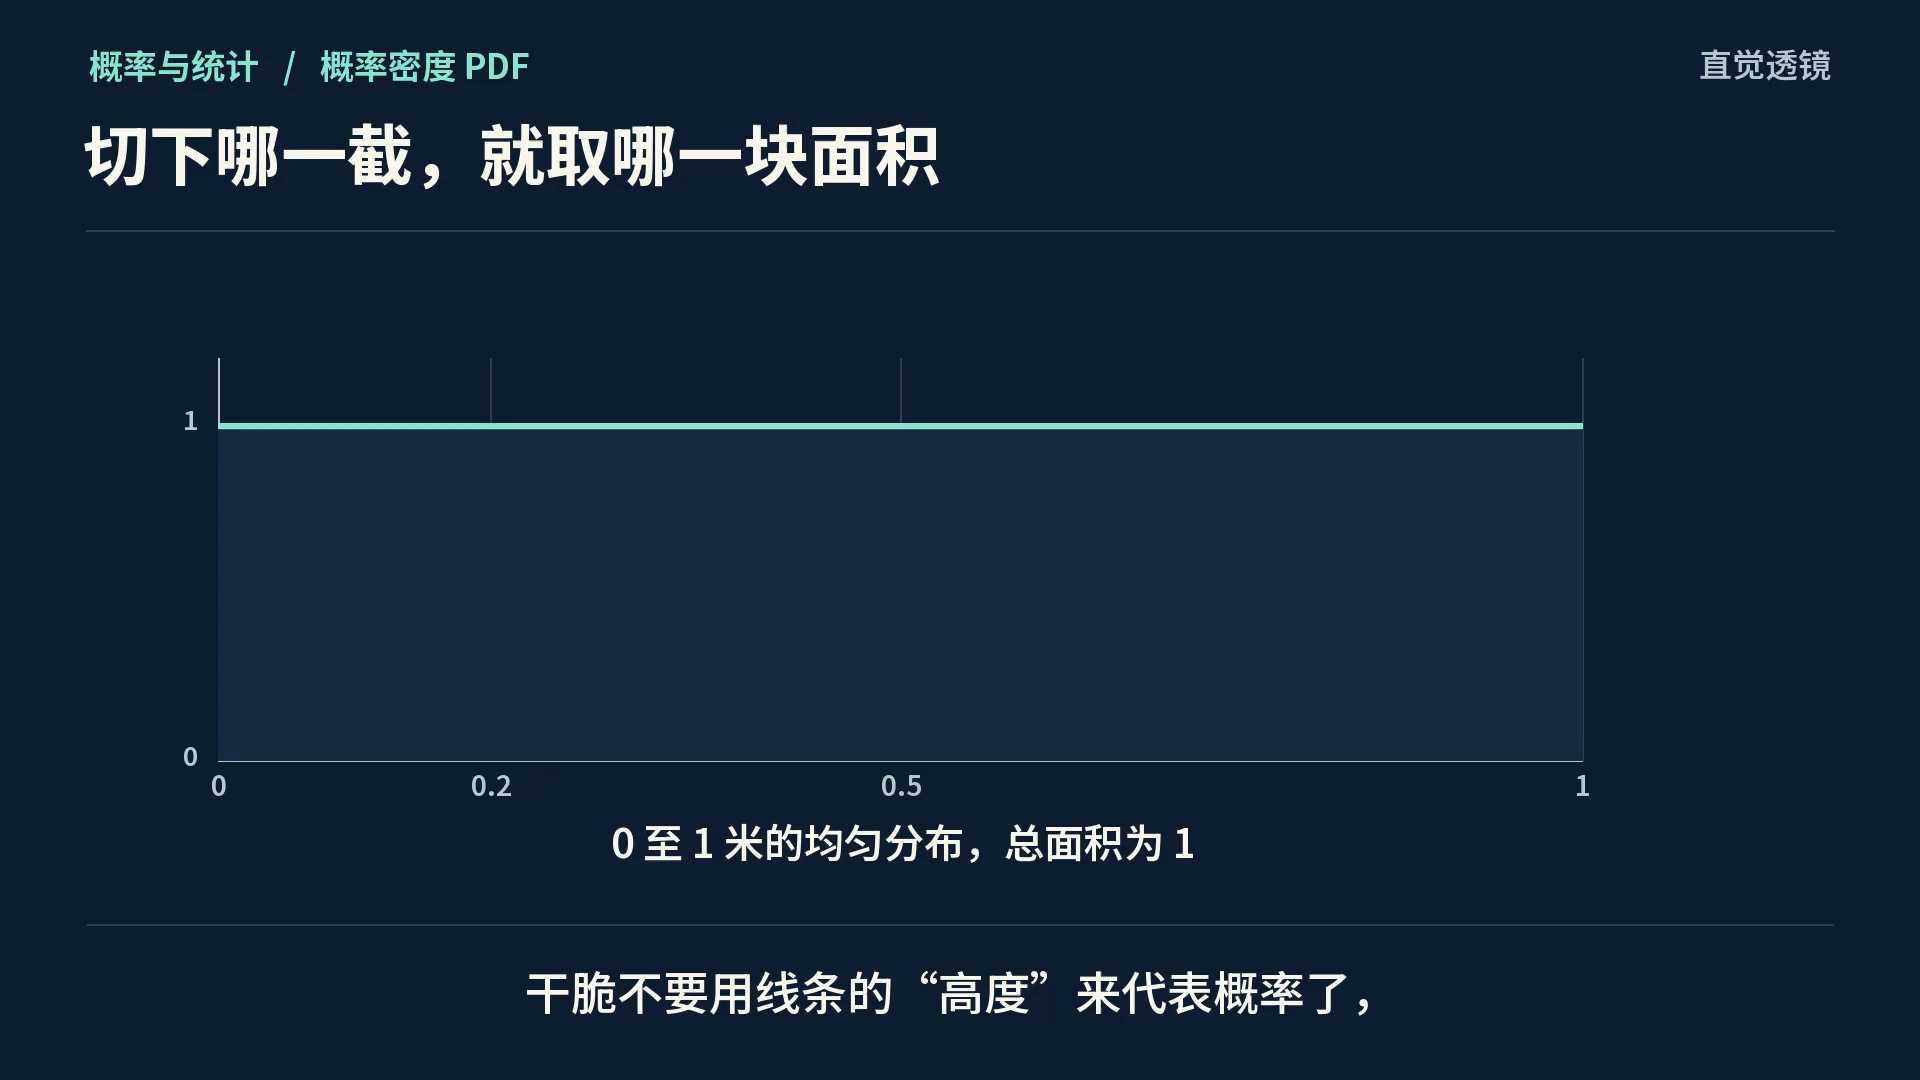 概率与统计 / 概率密度 PDF
直觉透镜
切下哪一截，就取哪一块面积
1
0
0 0.2 0.5 1
0 至 1 米的均匀分布，总面积为 1
干脆不要用线条的“高度”来代表概率了，